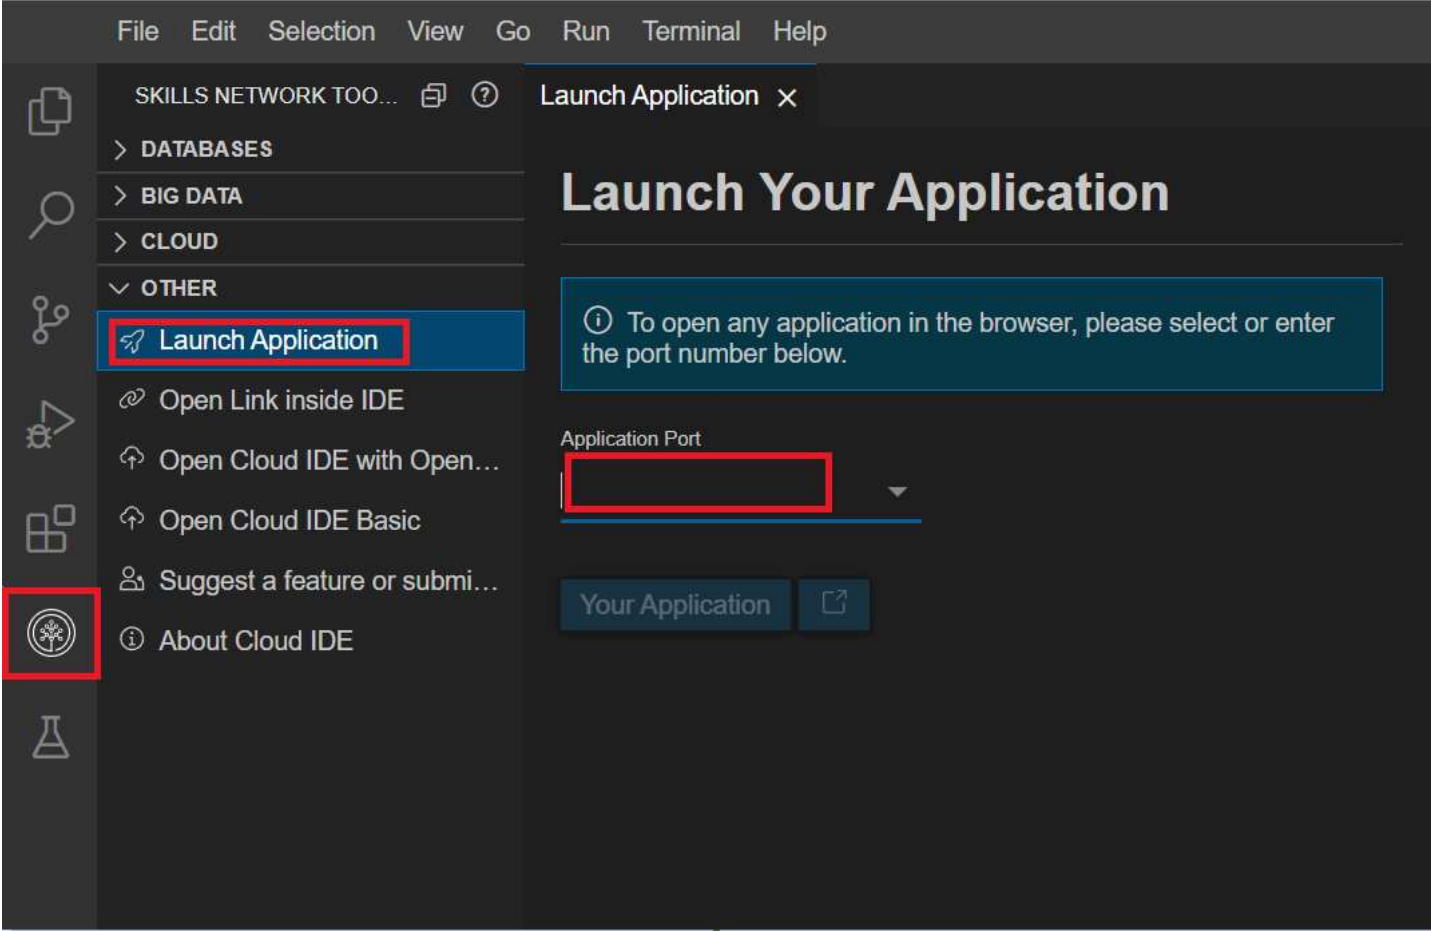 File Edit Selection View Go Run Terminal Help
SKILLS NETWORK TOO...
DATABASES
BIG DATA
CLOUD
OTHER
Launch Application
Open Link inside IDE
Open Cloud IDE with Open...
Open Cloud IDE Basic
Suggest a feature or submi...
About Cloud IDE
Launch Application
Launch Your Application
To open any application in the browser, please select or enter
the port number below.
Application Port
Your Application